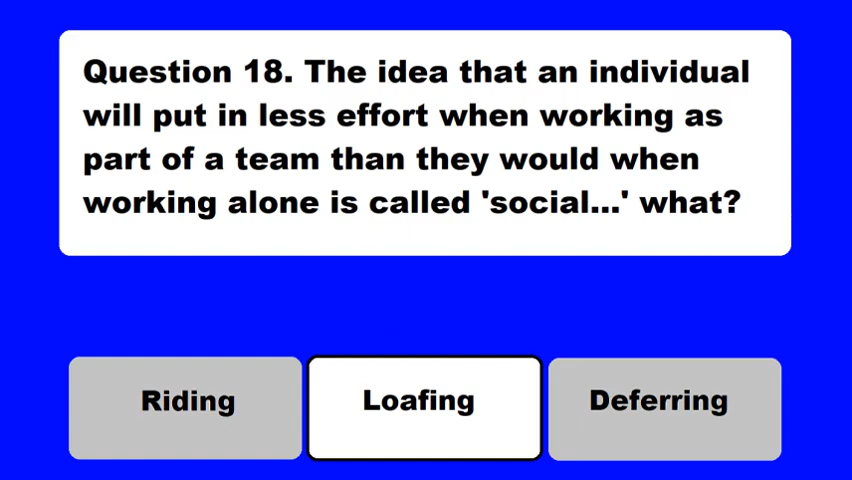 Question 18. The idea that an individual
will put in less effort when working as
part of a team than they would when
working alone is called 'social...' what?
Riding
Loafing
Deferring